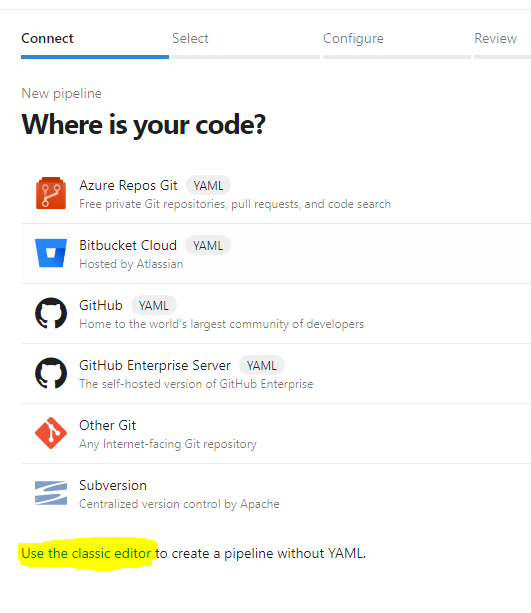 Connect
Select
Configure
Review
New pipeline
Where is your code?
Azure Repos Git YAML
Free private Git repositories, pull requests, and code search
Bitbucket Cloud YAML
Hosted by Atlassian
GitHub YAML
Home to the world's largest community of developers
GitHub Enterprise Server YAML
The self-hosted version of GitHub Enterprise
Other Git
Any Internet-facing Git repository
Subversion
Centralized version control by Apache
Use the classic editor to create a pipeline without YAML.